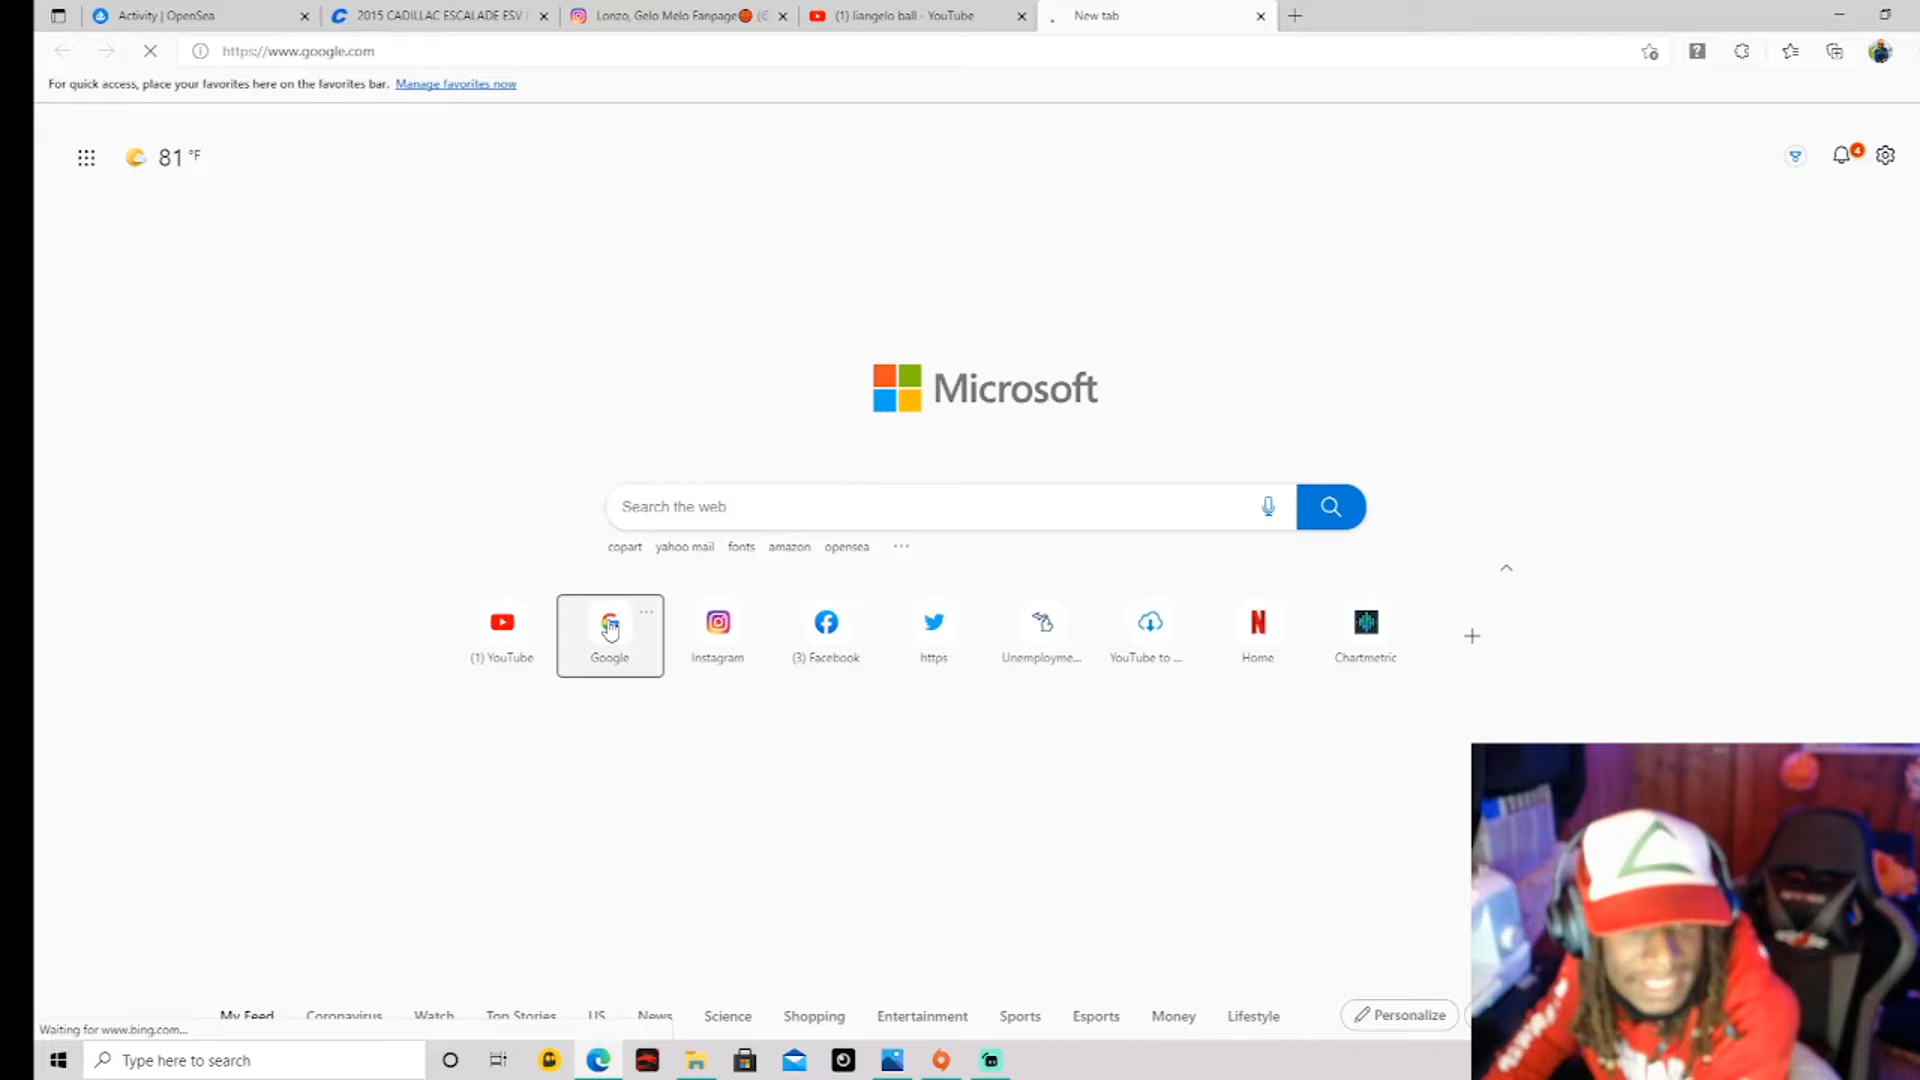 Activity | OpenSea
2015 CADILLAC ESCALADE ESV
Lonzo, Gelo Melo Fanpage
(1) liangelo ball - YouTube
New tab
https://www.google.com
For quick access, place your favorites here on the favorites bar. Manage favorites now
81 °F
4
Microsoft
Search the web
copart yahoo mail fonts amazon opensea ...
(1) YouTube
Google
Instagram
(3) Facebook
https
Unemployme...
YouTube to ...
Home
Chartmetric
My Feed Coronavirus Watch Top Stories US News Science Shopping Entertainment Sports Esports Money Lifestyle
Personalize
Waiting for www.bing.com...
Type here to search